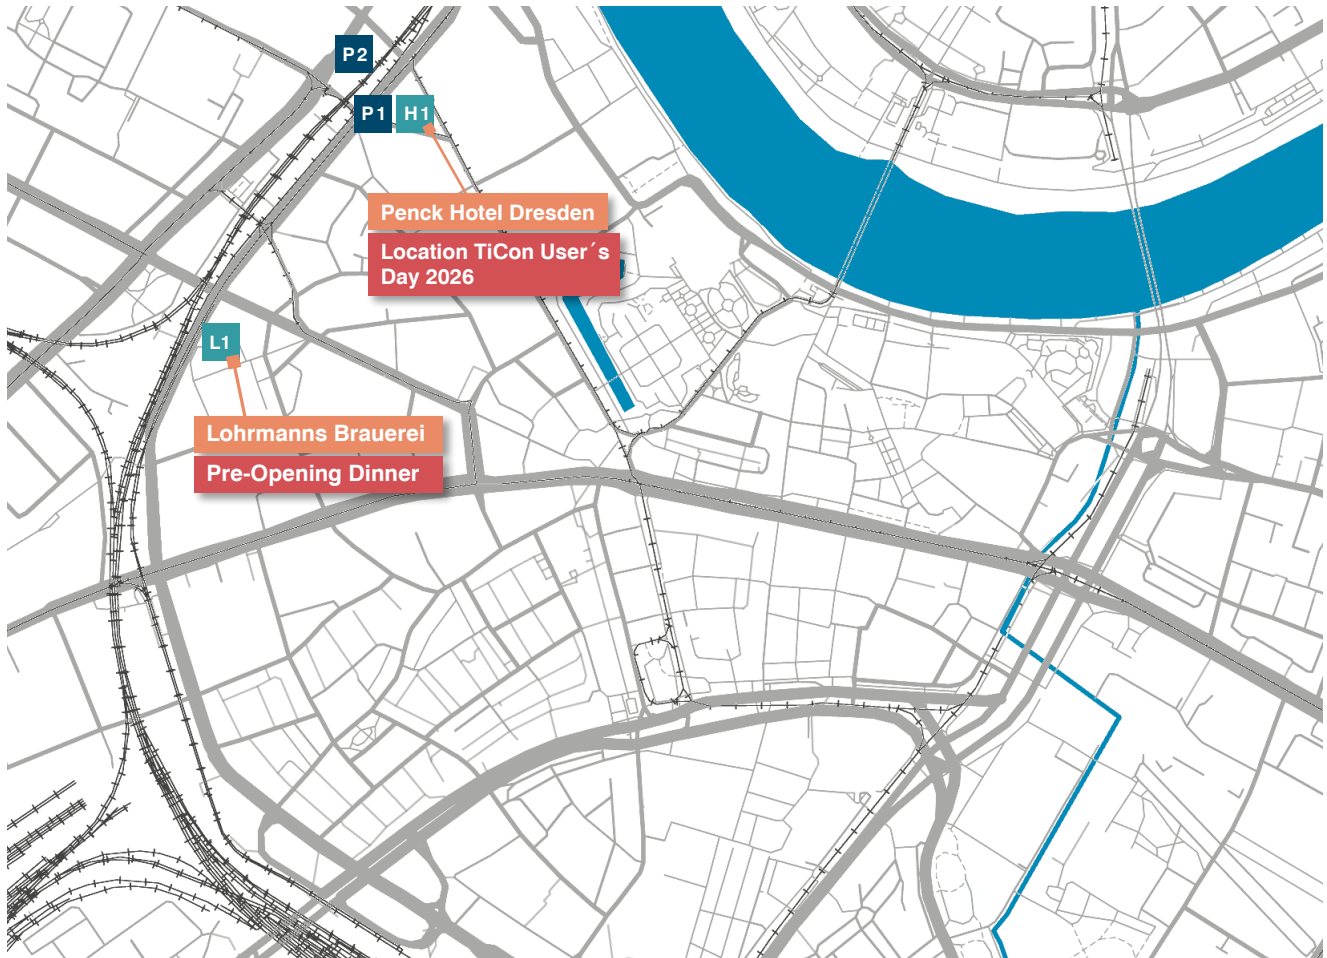 P2
P1
H1
Penck Hotel Dresden
Location TiCon User´s
Day 2026
L1
Lohrmanns Brauerei
Pre-Opening Dinner